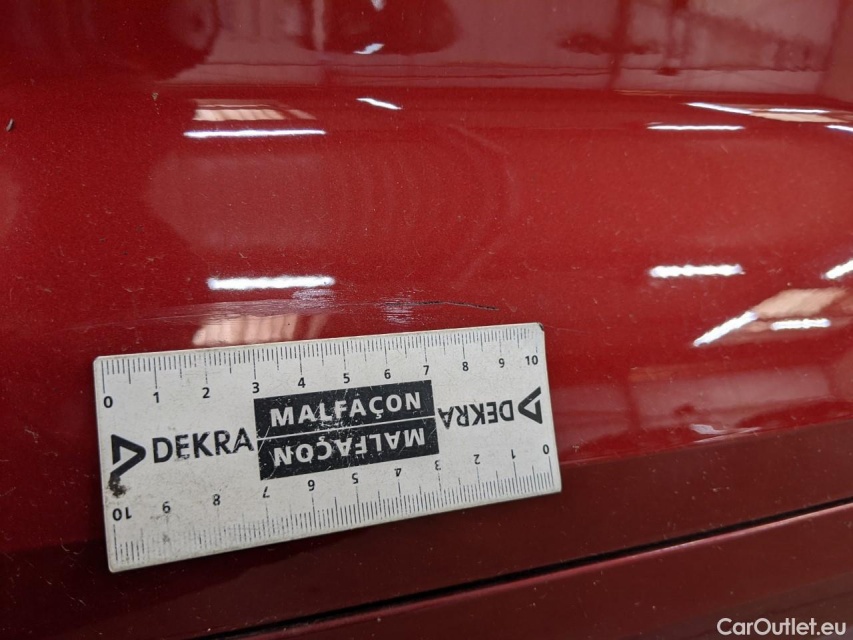 0 1 2 3 4 5 6 7 8 9 10
DEKRA MALFAÇON DEKRA
MALFAÇON
10 9 8 7 6 5 4 3 2 1 0
CarOutlet.eu